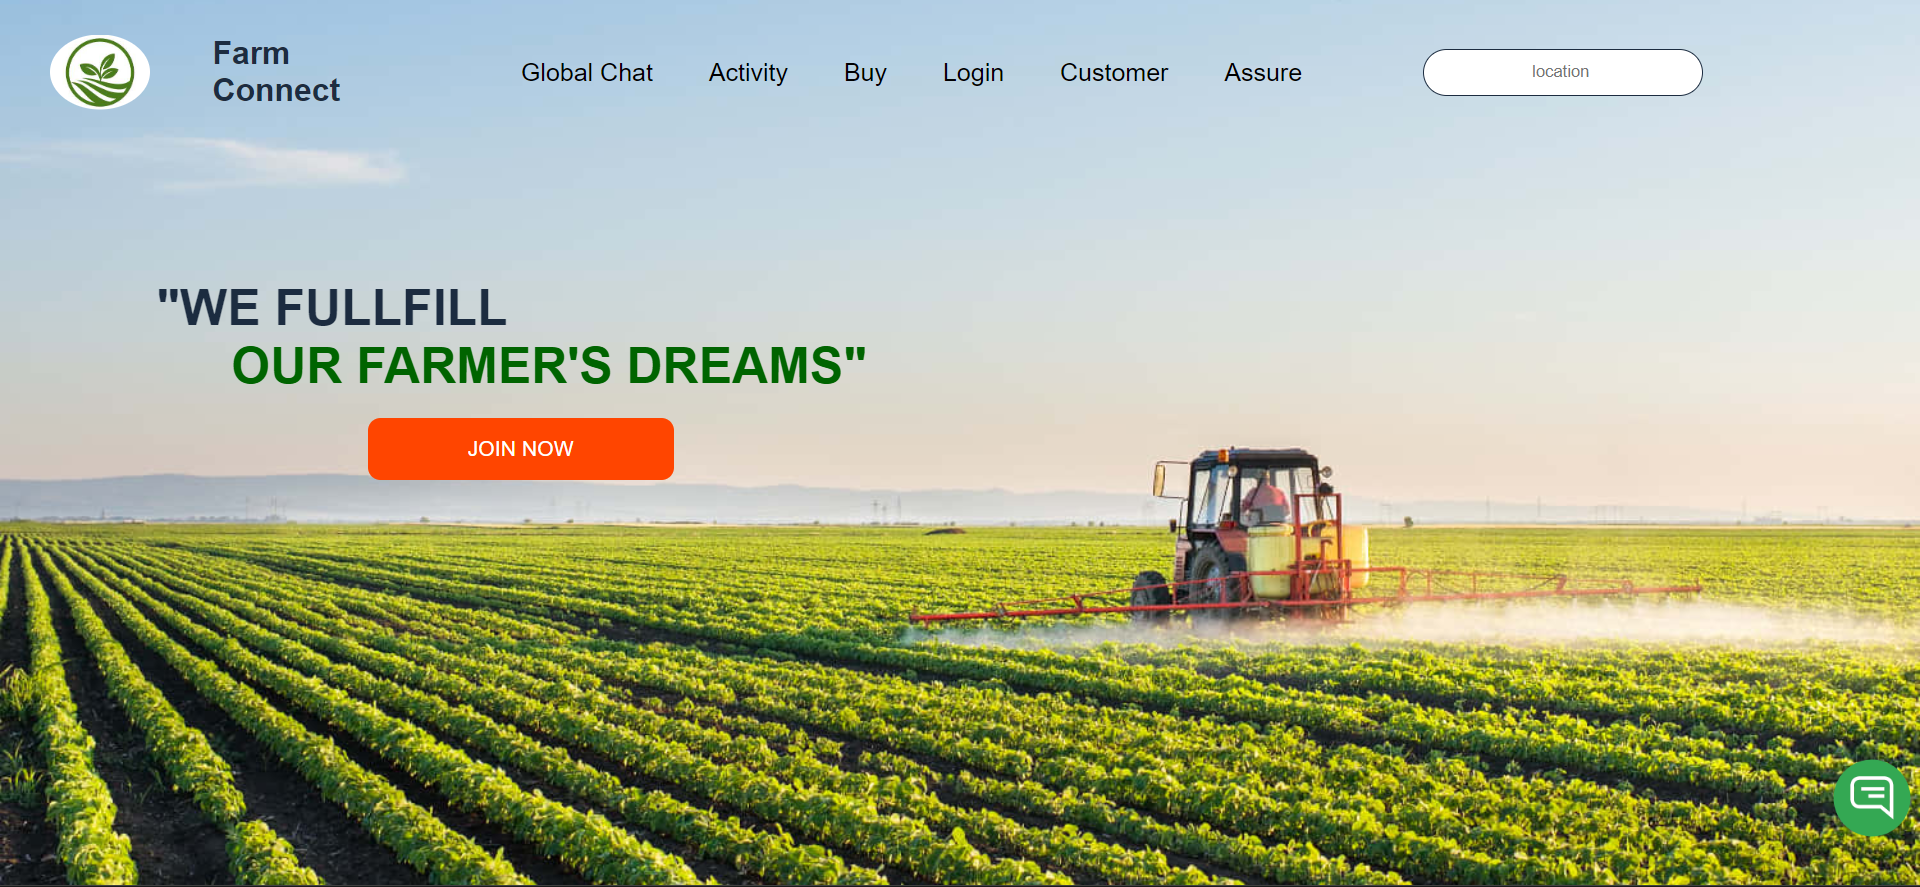 Farm
Connect
Global Chat
Activity
Buy
Login
Customer
Assure
location
"WE FULLFILL
OUR FARMER'S DREAMS"
JOIN NOW